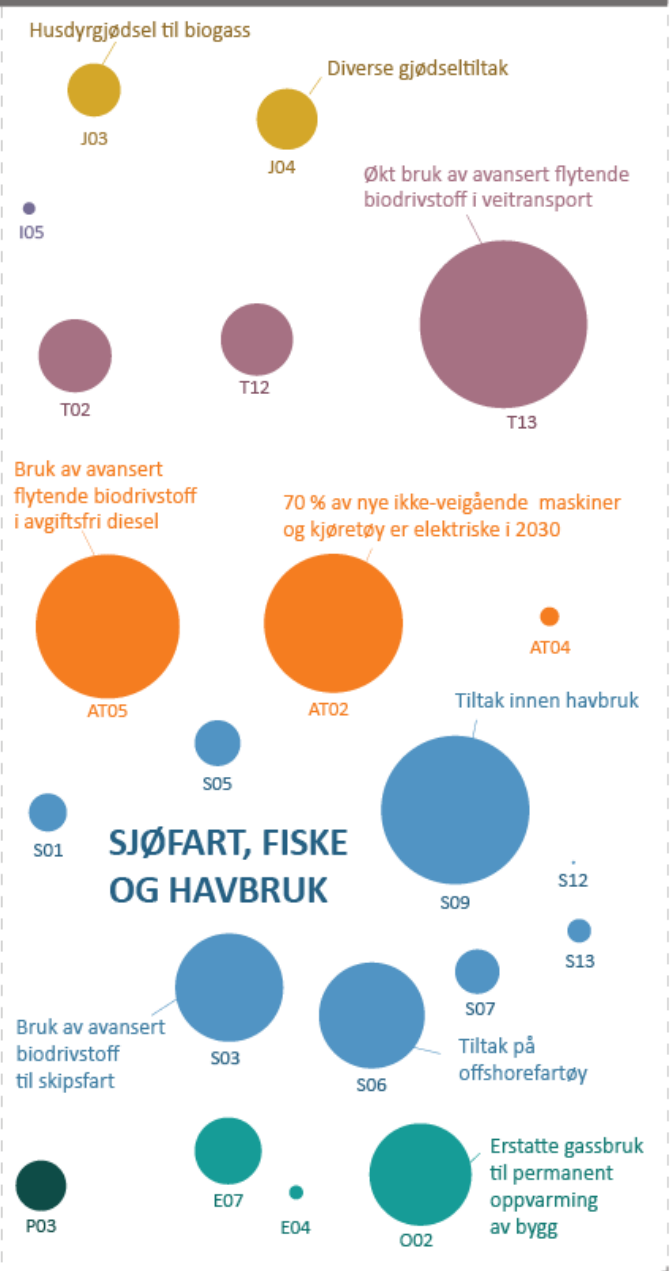 Husdyrgjødsel til biogass
J03
Diverse gjødseltiltak
J04
Økt bruk av avansert flytende
biodrivstoff i veitransport
I05
T02
T12
T13
Bruk av avansert
flytende biodrivstoff
i avgiftsfri diesel
70 % av nye ikke-veigående maskiner
og kjøretøy er elektriske i 2030
AT05
AT02
AT04
Tiltak innen havbruk
S05
S01
SJØFART, FISKE
OG HAVBRUK
S09
S12
S13
S07
Bruk av avansert
biodrivstoff
til skipsfart
S03
S06
Tiltak på
offshorefartøy
P03
E07
E04
O02
Erstatte gassbruk
til permanent
oppvarming
av bygg